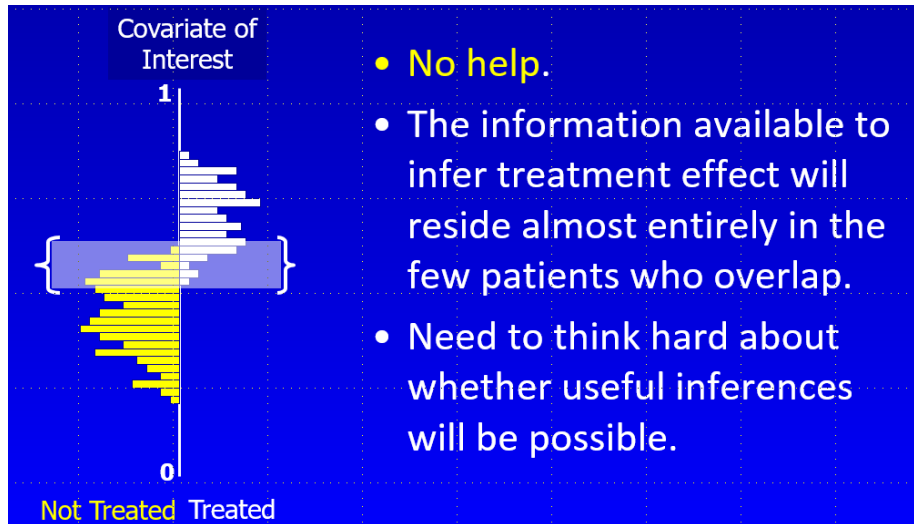 Covariate of
Interest
1
0
Not Treated Treated
• No help.
• The information available to
infer treatment effect will
reside almost entirely in the
few patients who overlap.
• Need to think hard about
whether useful inferences
will be possible.